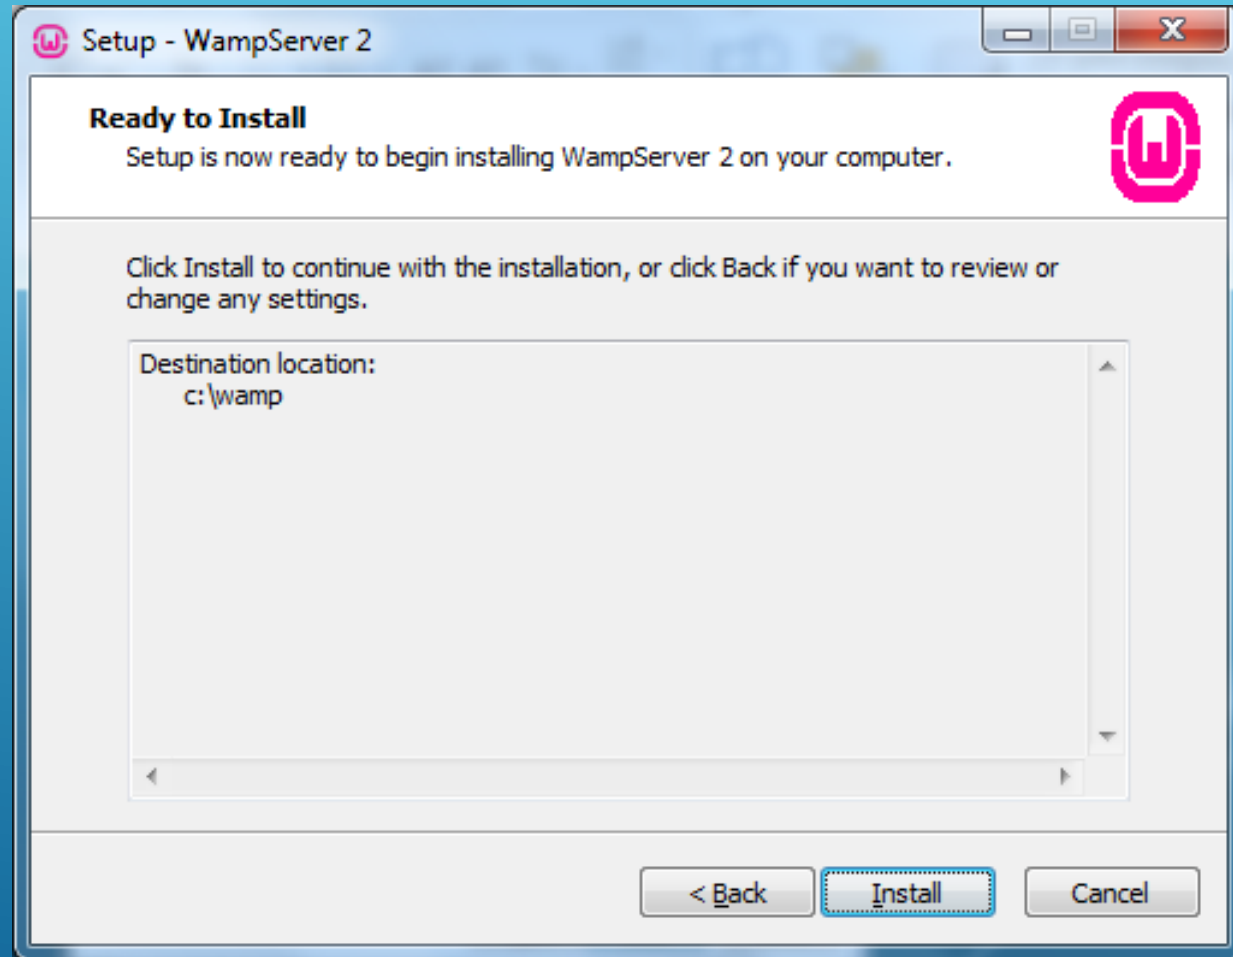 Setup - WampServer 2
Ready to Install
Setup is now ready to begin installing WampServer 2 on your computer.
Click Install to continue with the installation, or click Back if you want to review or
change any settings.
Destination location:
c:\wamp
< Back
Install
Cancel